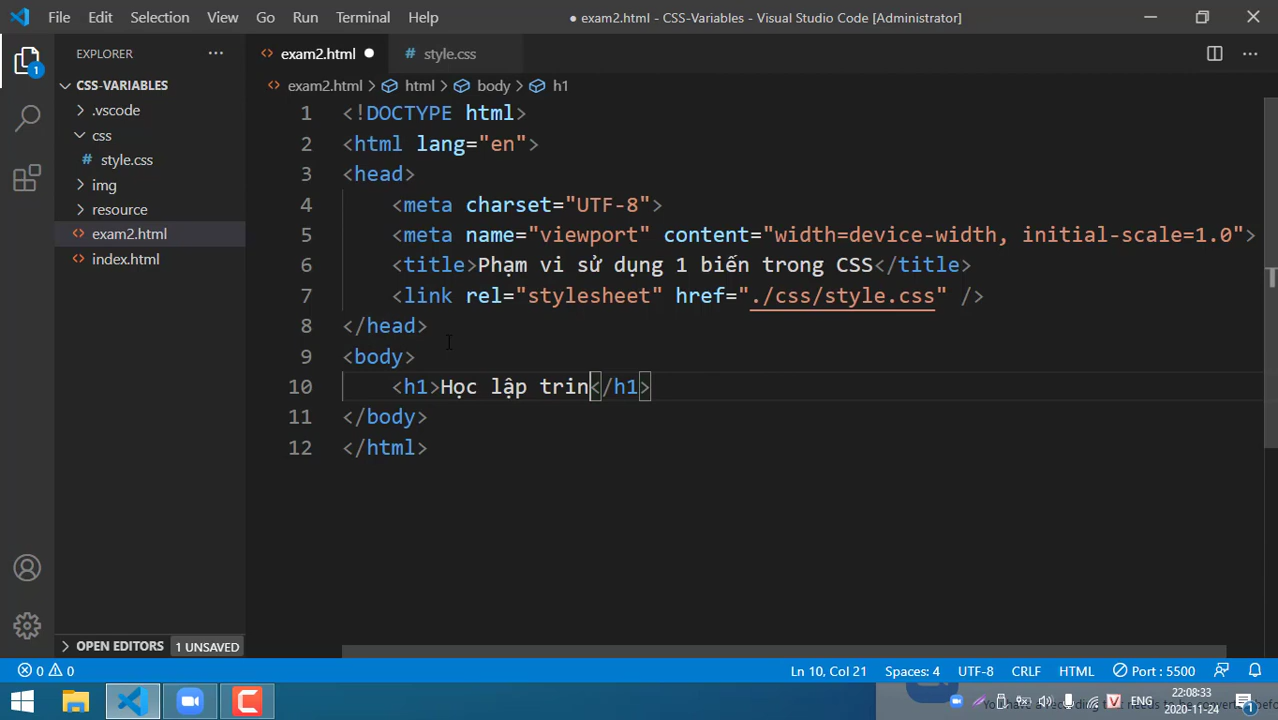 File Edit Selection View Go Run Terminal Help
● exam2.html - CSS-Variables - Visual Studio Code [Administrator]
EXPLORER
exam2.html ●
# style.css
CSS-VARIABLES
exam2.html > html > body > h1
.vscode
css
# style.css
img
resource
exam2.html
index.html
1
1 <!DOCTYPE html>
2 <html lang="en">
3 <head>
4 <meta charset="UTF-8">
5 <meta name="viewport" content="width=device-width, initial-scale=1.0">
6 <title>Phạm vi sử dụng 1 biến trong CSS</title>
7 <link rel="stylesheet" href="./css/style.css" />
8 </head>
9 <body>
10 <h1>Học lập trin</h1>
11 </body>
12 </html>
OPEN EDITORS 1 UNSAVED
0 0
Ln 10, Col 21 Spaces: 4 UTF-8 CRLF HTML Port : 5500
V ENG
22:08:33
2020-11-24
1